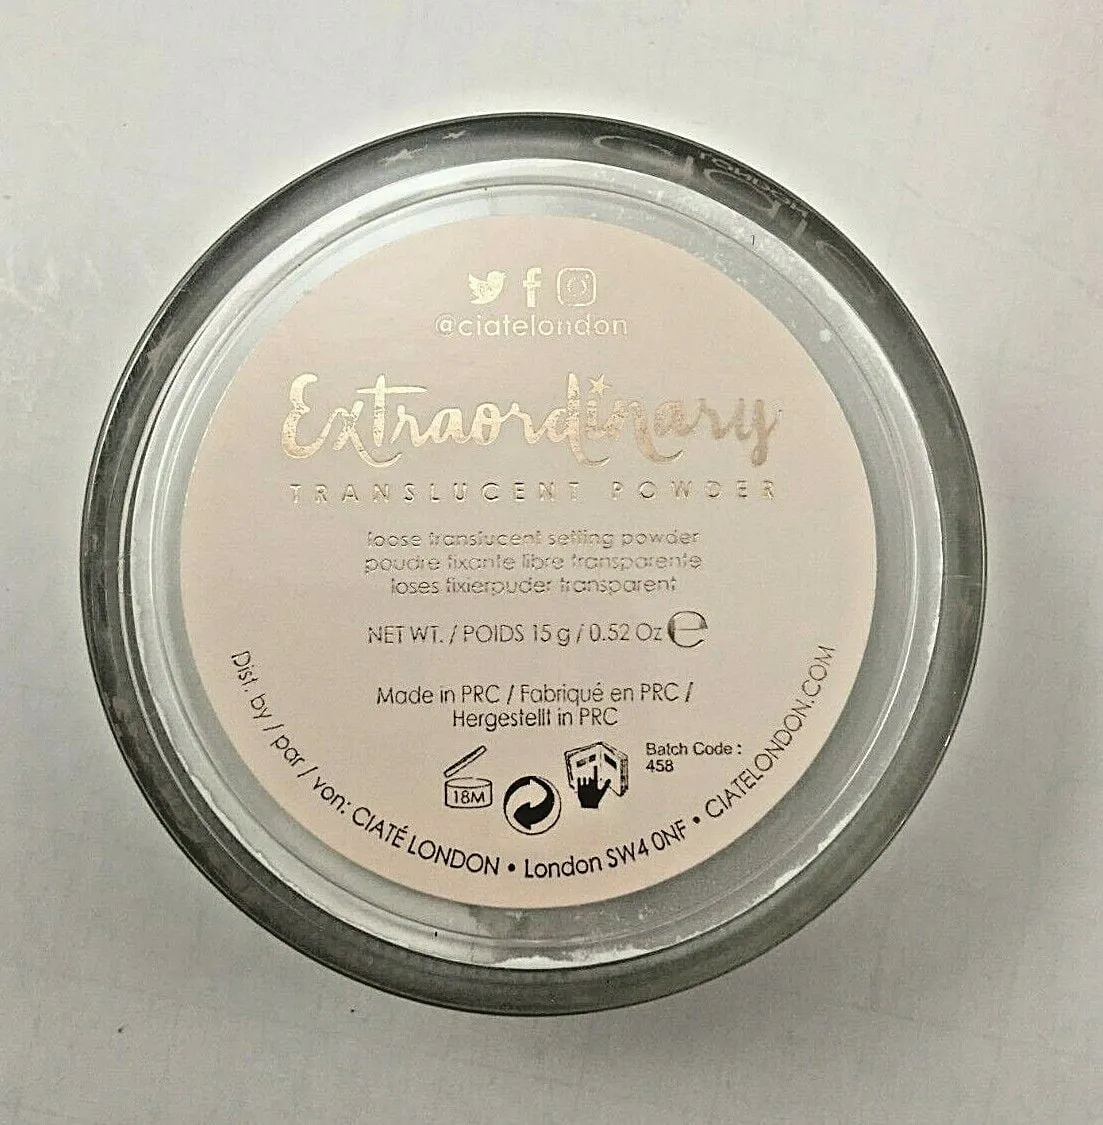 @ciatelondon
Extraordinary
TRANSLUCENT POWDER
loose translucent setting powder
poudre fixante libre transparente
loses fixierpuder transparent
NET WT. / POIDS 15 g / 0.52 Oz ℮
Made in PRC / Fabriqué en PRC /
Hergestellt in PRC
18M
Batch Code :
458
Dist. by / par / von: CIATÉ LONDON • London SW4 0NF • CIATELONDON.COM